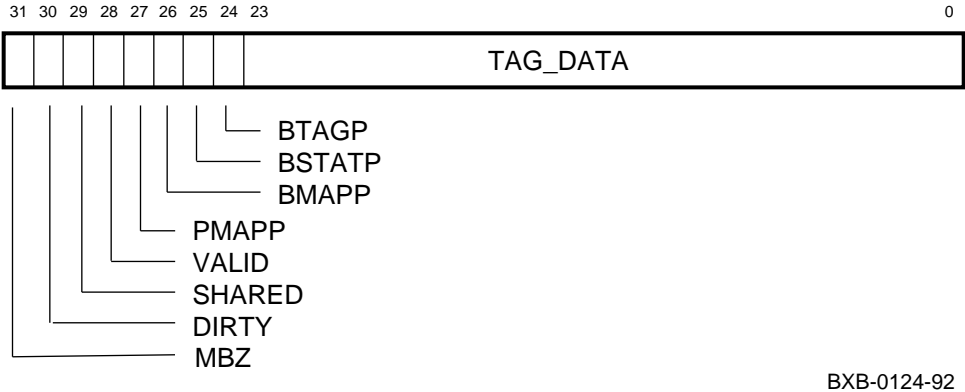 31 30 29 28 27 26 25 24 23 0
TAG_DATA
BTAGP
BSTATP
BMAPP
PMAPP
VALID
SHARED
DIRTY
MBZ
BXB-0124-92